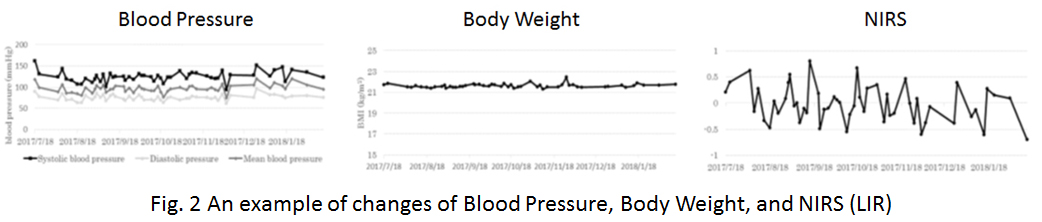 Blood Pressure
Body Weight
NIRS
blood pressure (mmHg)
200
150
100
50
0
2017/7/18 2017/8/18 2017/9/18 2017/10/18 2017/11/18 2017/12/18 2018/1/18
Systolic blood pressure Diastolic pressure Mean blood pressure
BMI (kg/m²)
25
23
21
19
17
15
2017/7/18 2017/8/18 2017/9/18 2017/10/18 2017/11/18 2017/12/18 2018/1/18
1
0.5
0
-0.5
-1
2017/7/18 2017/8/18 2017/9/18 2017/10/18 2017/11/18 2017/12/18 2018/1/18
Fig. 2 An example of changes of Blood Pressure, Body Weight, and NIRS (LIR)